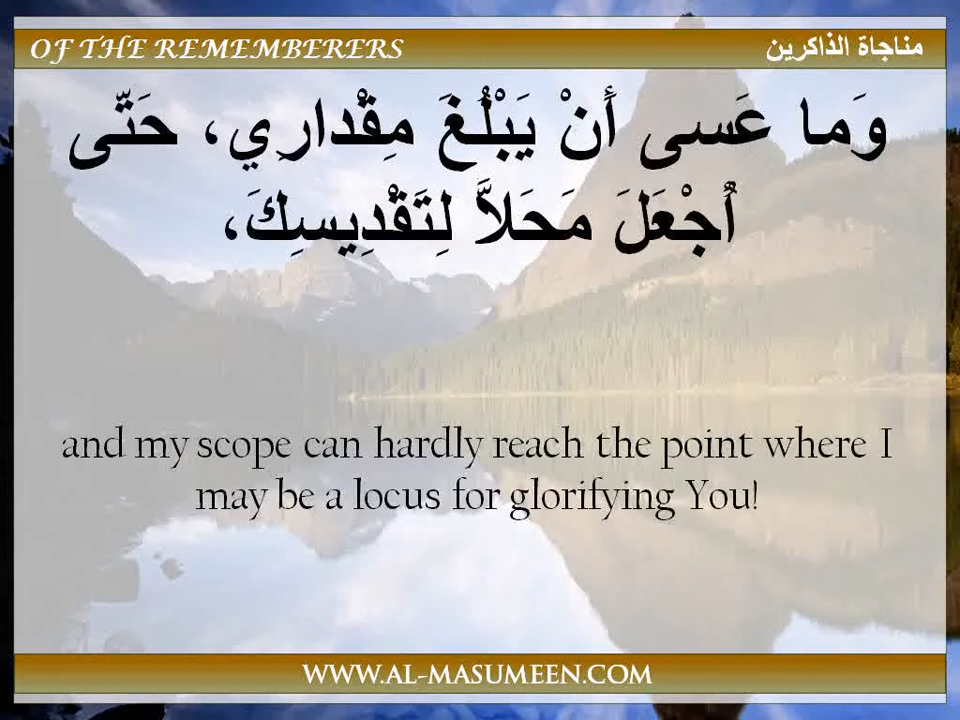 OF THE REMEMBERERS
مناجاة الذاكرين
وَما عَسى أَنْ يَبْلُغَ مِقْدارِي، حَتّى
أُجْعَلَ مَحَلاًّ لِتَقْدِيسِكَ،
and my scope can hardly reach the point where I
may be a locus for glorifying You!
WWW.AL-MASUMEEN.COM